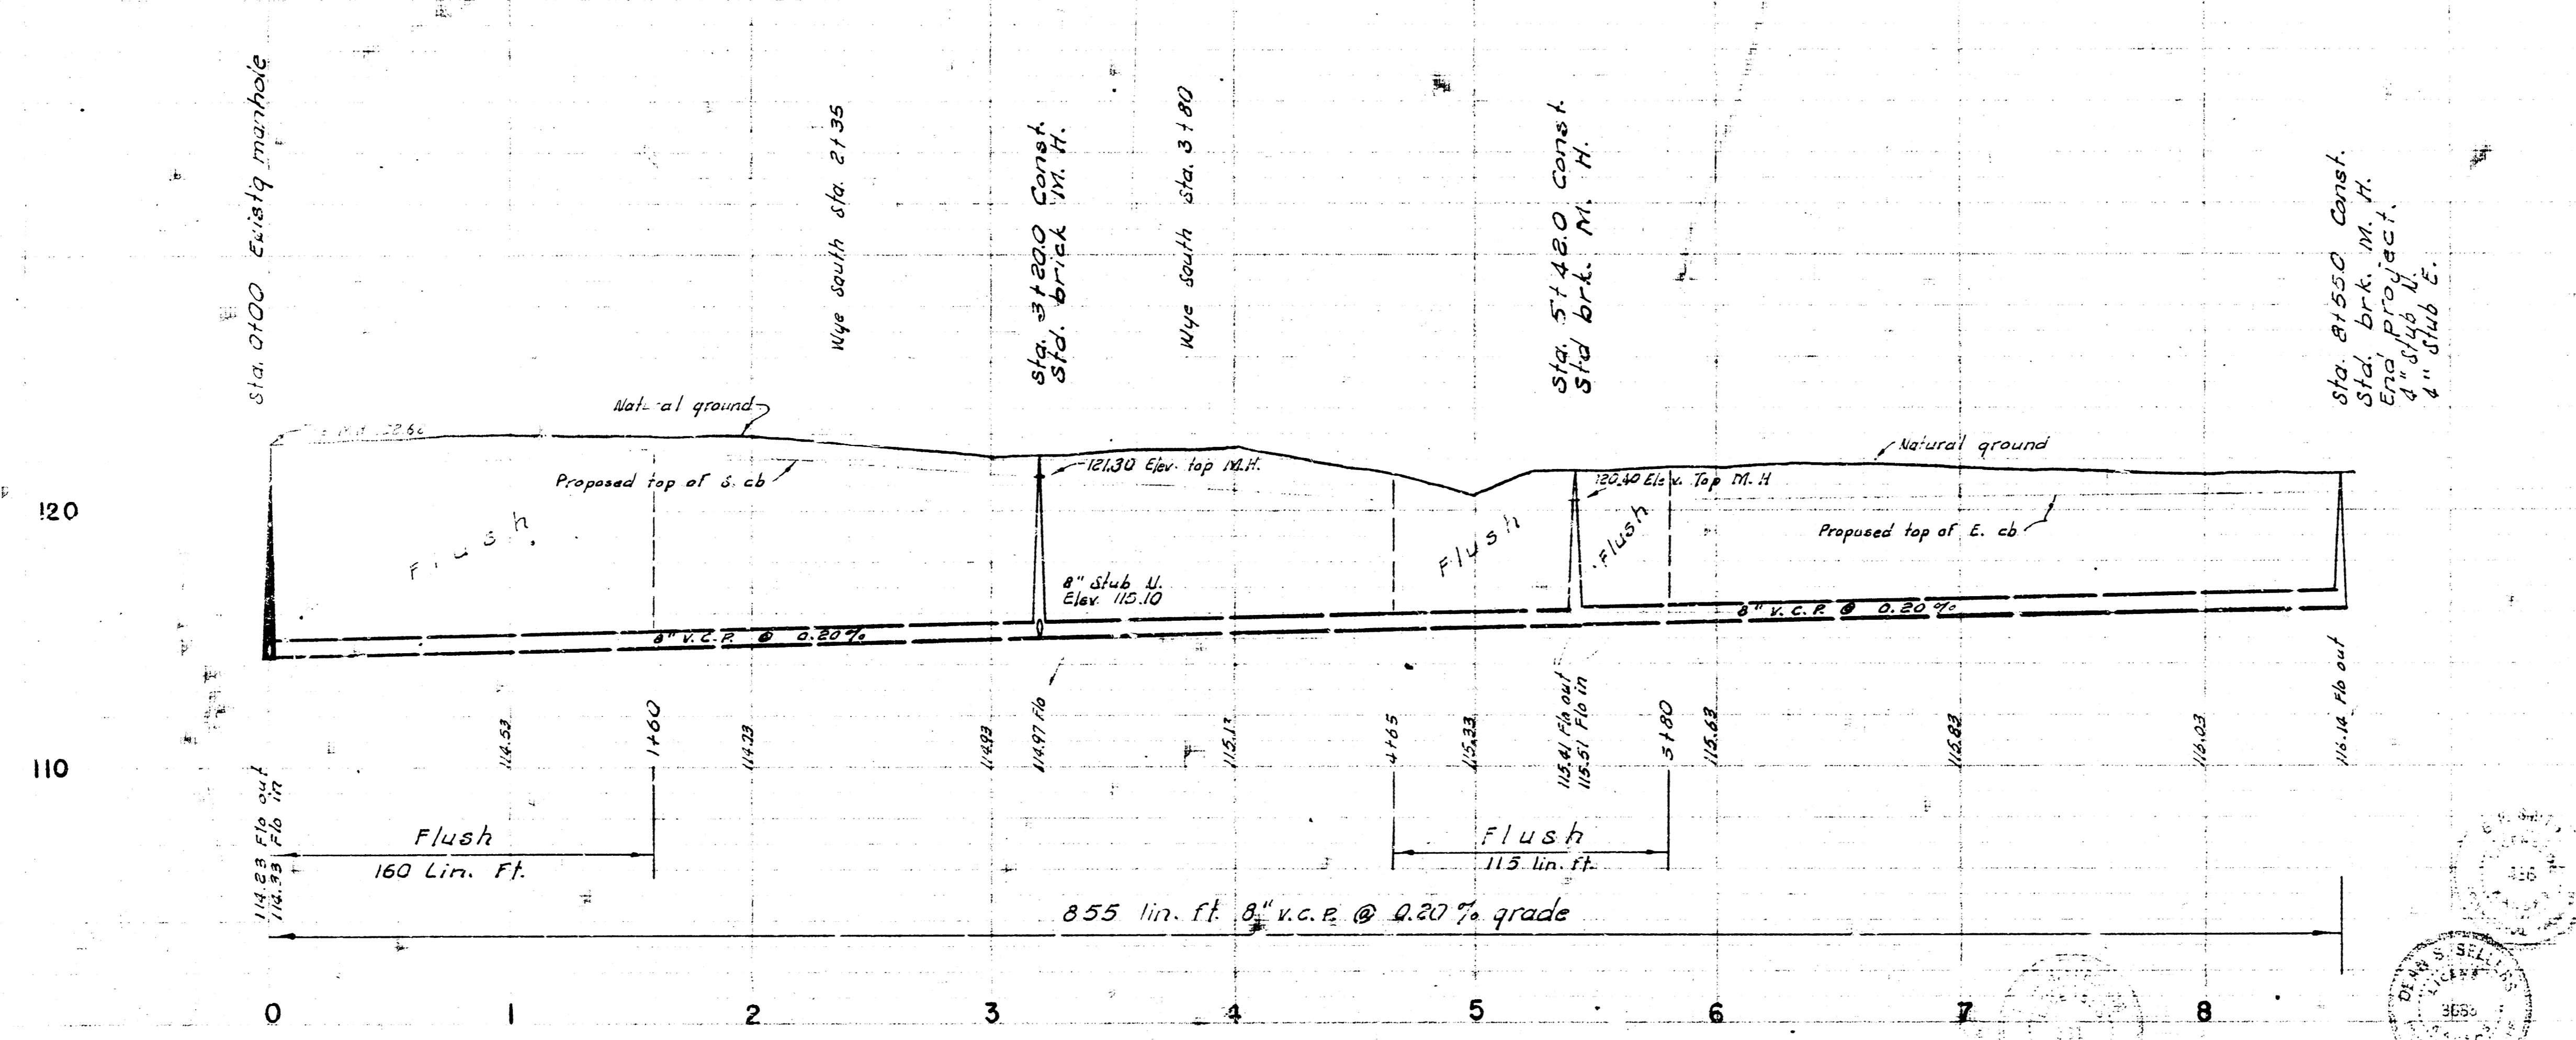 Sta. 0+00 Exist'g manhole
Wye South Sta. 2+35
Sta. 3+20.0 Const.
Std. brick M. H.
Wye South Sta. 3+80
Sta. 5+42.0 Const.
Std brk. M. H.
Sta. 8+55.0 Const.
Std. brk. M. H.
End project.
4" Stub N.
4" Stub E.
ground
Natural ground
121.30 Elev. top M.H.
Proposed top of S. cb
120.40 Elev. Top M. H
Proposed top of E. cb
120
Flush
Flush
Flush
8" Stub N.
Elev. 115.10
8" V.C.P. @ 0.20%
8" V.C.P. @ 0.20%
110
114.23 Flo out
114.33 Flo in
114.53
1+60
114.93
114.97 Flo
4+65
115.33
115.41 Flo out
115.51 Flo in
5+80
115.63
115.83
116.03
116.14 Flo out
Flush
160 Lin. Ft.
Flush
115 lin. ft.
855 lin. ft. 8" V.C.P. @ 0.20% grade
0 1 2 3 4 5 6 7 8